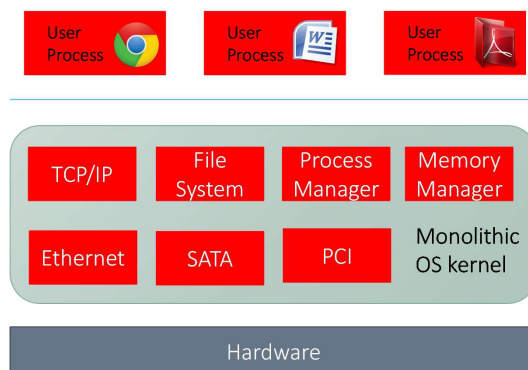 User
Process
User
Process
W
User
Process
TCP/IP
File
System
Process
Manager
Memory
Manager
Ethernet
SATA
PCI
Monolithic
OS kernel
Hardware